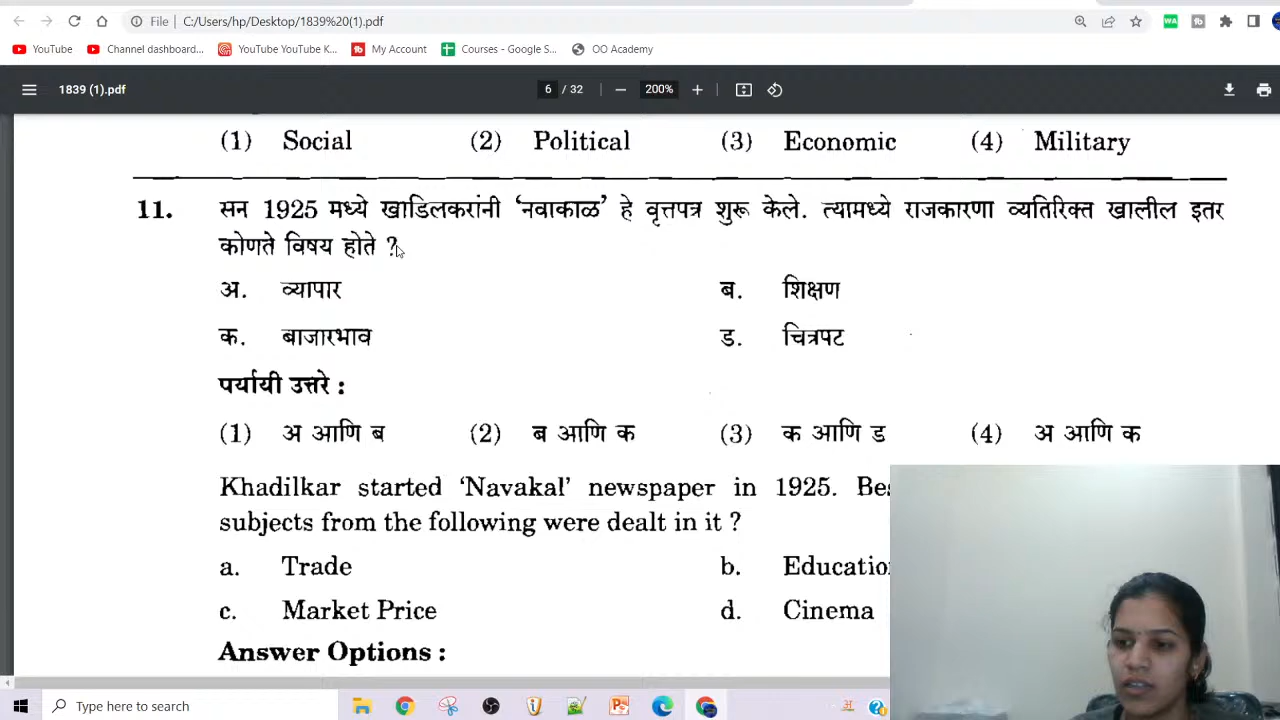 File C:/Users/hp/Desktop/1839%20(1).pdf
YouTube Channel dashboard... YouTube YouTube K... My Account Courses - Google S... OO Academy
1839 (1).pdf 6 / 32 200%
(1) Social (2) Political (3) Economic (4) Military
11. सन 1925 मध्ये खाडिलकरांनी ‘नवाकाळ’ हे वृत्तपत्र शुरू केले. त्यामध्ये राजकारणा व्यतिरिक्त खालील इतर
कोणते विषय होते ?
अ. व्यापार ब. शिक्षण
क. बाजारभाव ड. चित्रपट
पर्यायी उत्तरे :
(1) अ आणि ब (2) ब आणि क (3) क आणि ड (4) अ आणि क
Khadilkar started ‘Navakal’ newspaper in 1925. Bes
subjects from the following were dealt in it ?
a. Trade b. Educatio
c. Market Price d. Cinema
Answer Options :
Type here to search